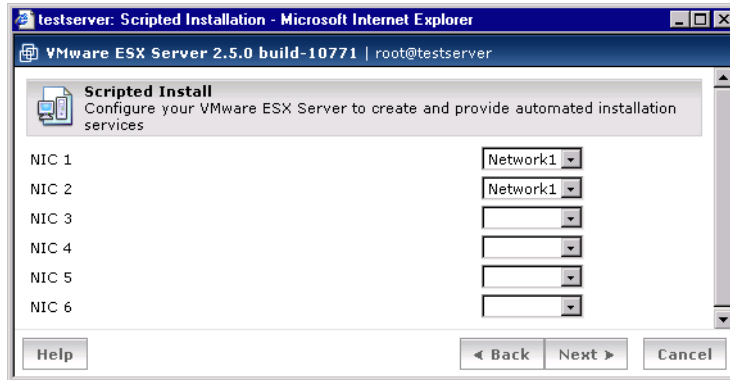 testserver: Scripted Installation - Microsoft Internet Explorer
VMware ESX Server 2.5.0 build-10771 | root@testserver
Scripted Install
Configure your VMware ESX Server to create and provide automated installation
services
NIC 1 Network1
NIC 2 Network1
NIC 3
NIC 4
NIC 5
NIC 6
Help Back Next Cancel